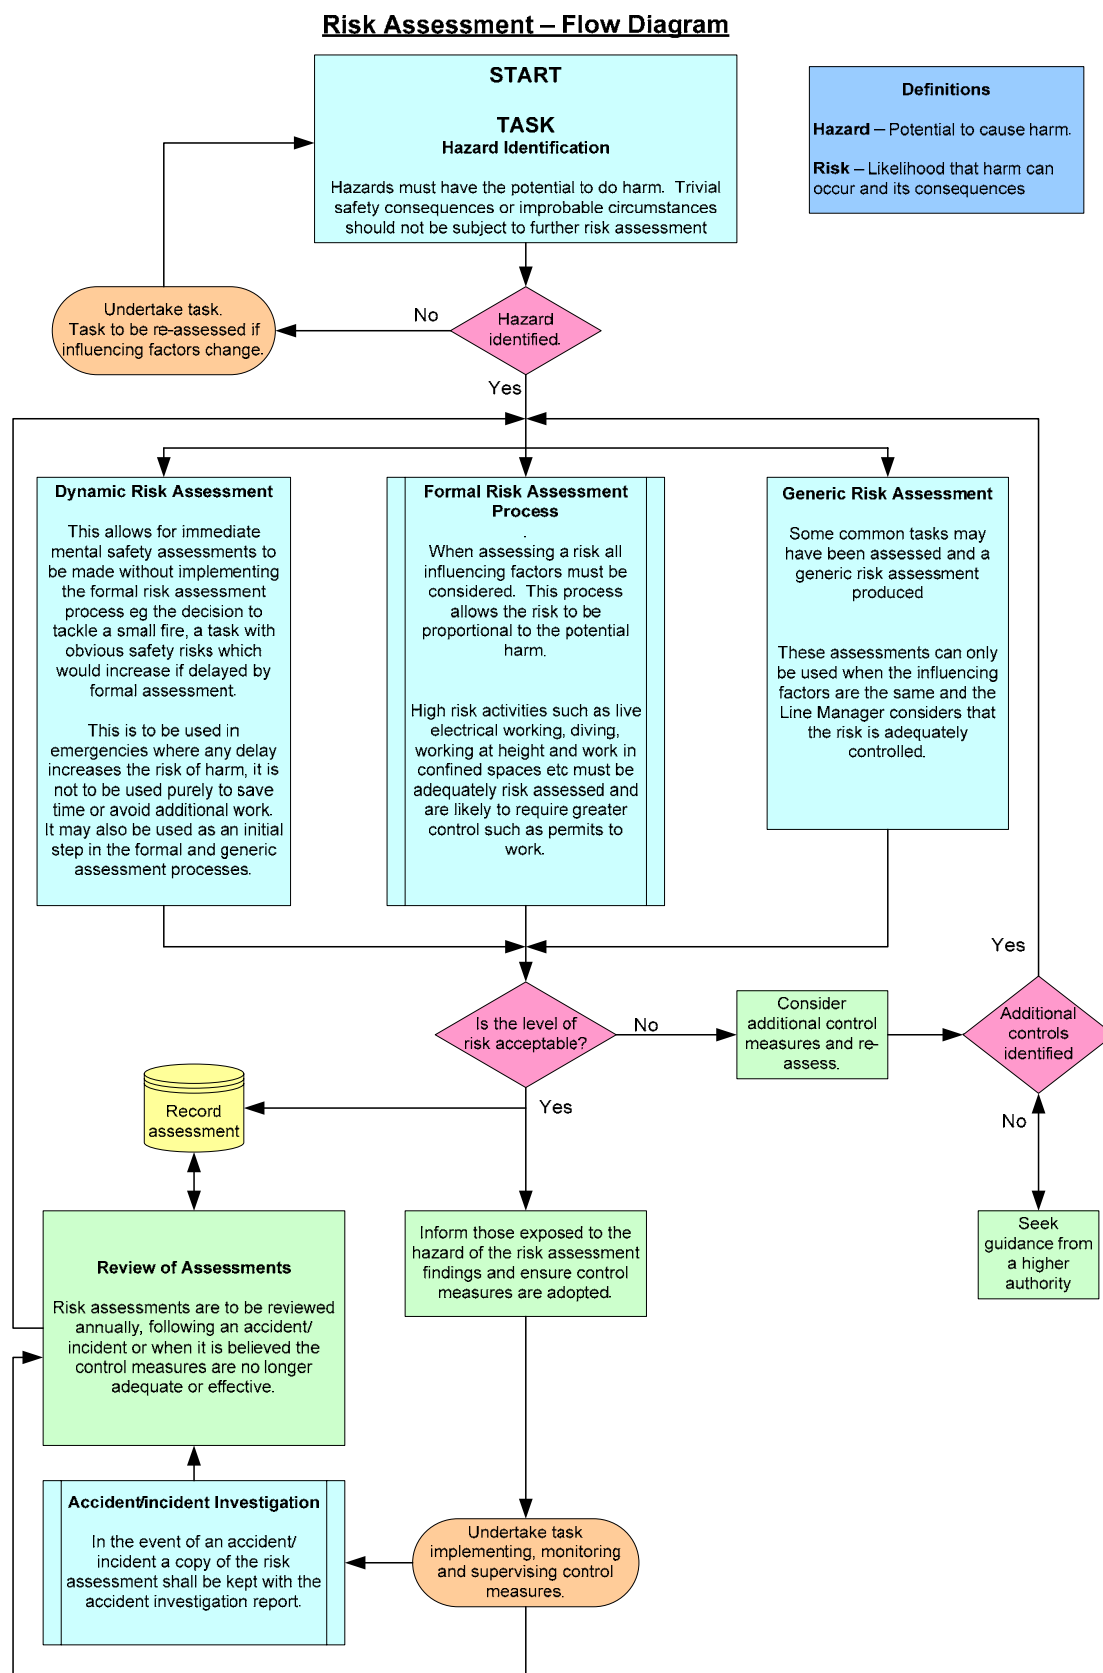 Risk Assessment – Flow Diagram
START
TASK
Hazard Identification
Hazards must have the potential to do harm. Trivial
safety consequences or improbable circumstances
should not be subject to further risk assessment
Definitions
Hazard – Potential to cause harm.
Risk – Likelihood that harm can
occur and its consequences
Undertake task.
Task to be re-assessed if
influencing factors change.
No
Hazard
identified.
Yes
Dynamic Risk Assessment
This allows for immediate
mental safety assessments to
be made without implementing
the formal risk assessment
process eg the decision to
tackle a small fire, a task with
obvious safety risks which
would increase if delayed by
formal assessment.
This is to be used in
emergencies where any delay
increases the risk of harm, it is
not to be used purely to save
time or avoid additional work.
It may also be used as an initial
step in the formal and generic
assessment processes.
Formal Risk Assessment
Process
.
When assessing a risk all
influencing factors must be
considered. This process
allows the risk to be
proportional to the potential
harm.
High risk activities such as live
electrical working, diving,
working at height and work in
confined spaces etc must be
adequately risk assessed and
are likely to require greater
control such as permits to
work.
Generic Risk Assessment
Some common tasks may
have been assessed and a
generic risk assessment
produced
These assessments can only
be used when the influencing
factors are the same and the
Line Manager considers that
the risk is adequately
controlled.
Is the level of
risk acceptable?
No
Consider
additional control
measures and re-
assess.
Yes
Additional
controls
identified
No
Seek
guidance from
a higher
authority
Yes
Record
assessment
Review of Assessments
Risk assessments are to be reviewed
annually, following an accident/
incident or when it is believed the
control measures are no longer
adequate or effective.
Inform those exposed to the
hazard of the risk assessment
findings and ensure control
measures are adopted.
Accident/incident Investigation
In the event of an accident/
incident a copy of the risk
assessment shall be kept with the
accident investigation report.
Undertake task
implementing, monitoring
and supervising control
measures.